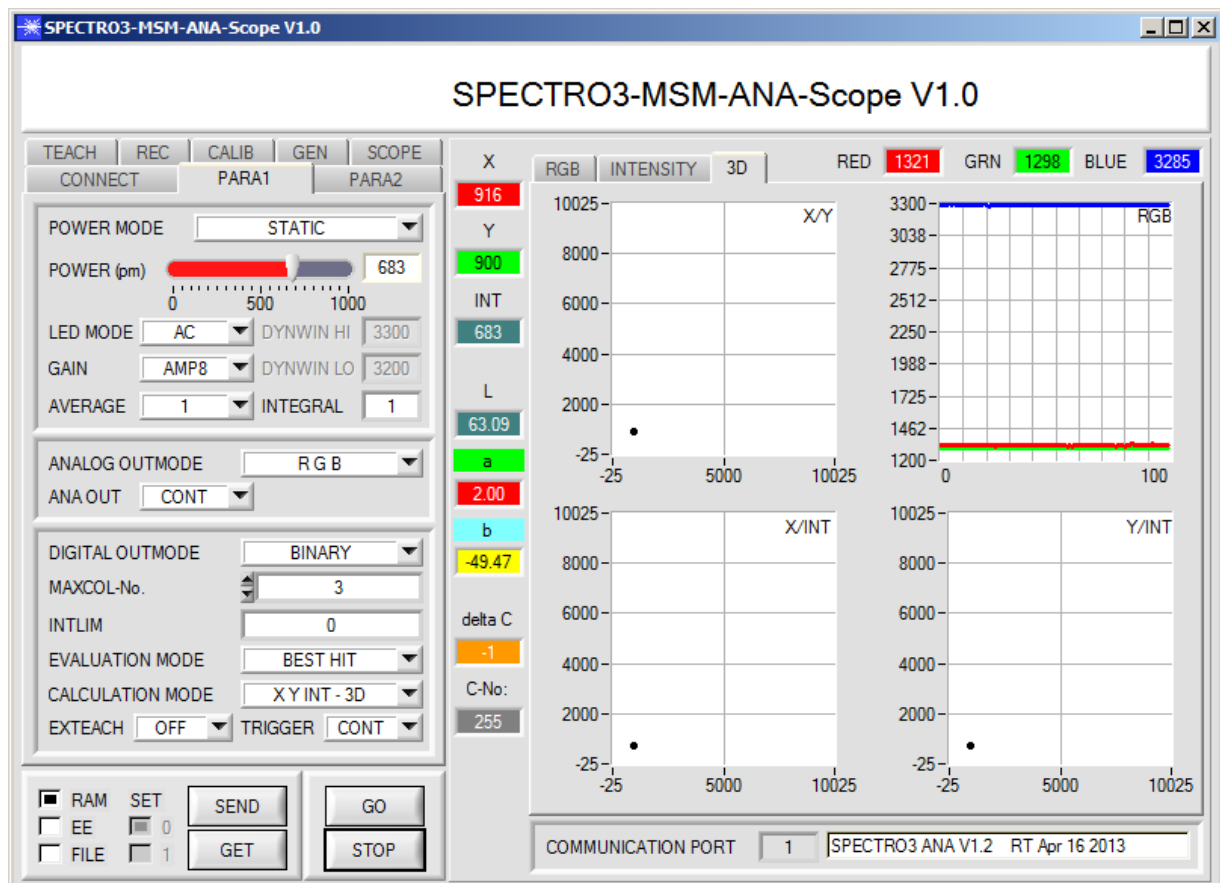 SPECTRO3-MSM-ANA-Scope V1.0
SPECTRO3-MSM-ANA-Scope V1.0
TEACH REC CALIB GEN SCOPE
CONNECT PARA1 PARA2
POWER MODE STATIC
POWER (pm) 683
0 500 1000
LED MODE AC DYNWIN HI 3300
GAIN AMP8 DYNWIN LO 3200
AVERAGE 1 INTEGRAL 1
ANALOG OUTMODE R G B
ANA OUT CONT
DIGITAL OUTMODE BINARY
MAXCOL-No. 3
INTLIM 0
EVALUATION MODE BEST HIT
CALCULATION MODE X Y INT - 3D
EXTEACH OFF TRIGGER CONT
RAM SET SEND GO
EE 0
FILE 1 GET STOP
X
916
Y
900
INT
683
L
63.09
a
2.00
b
-49.47
delta C
-1
C-No:
255
RGB INTENSITY 3D RED 1321 GRN 1298 BLUE 3285
X/Y
10025
8000
6000
4000
2000
-25
-25 5000 10025
RGB
3300
3038
2775
2512
2250
1988
1725
1462
1200
0 100
X/INT
10025
8000
6000
4000
2000
-25
-25 5000 10025
Y/INT
10025
8000
6000
4000
2000
-25
-25 5000 10025
COMMUNICATION PORT 1 SPECTRO3 ANA V1.2 RT Apr 16 2013